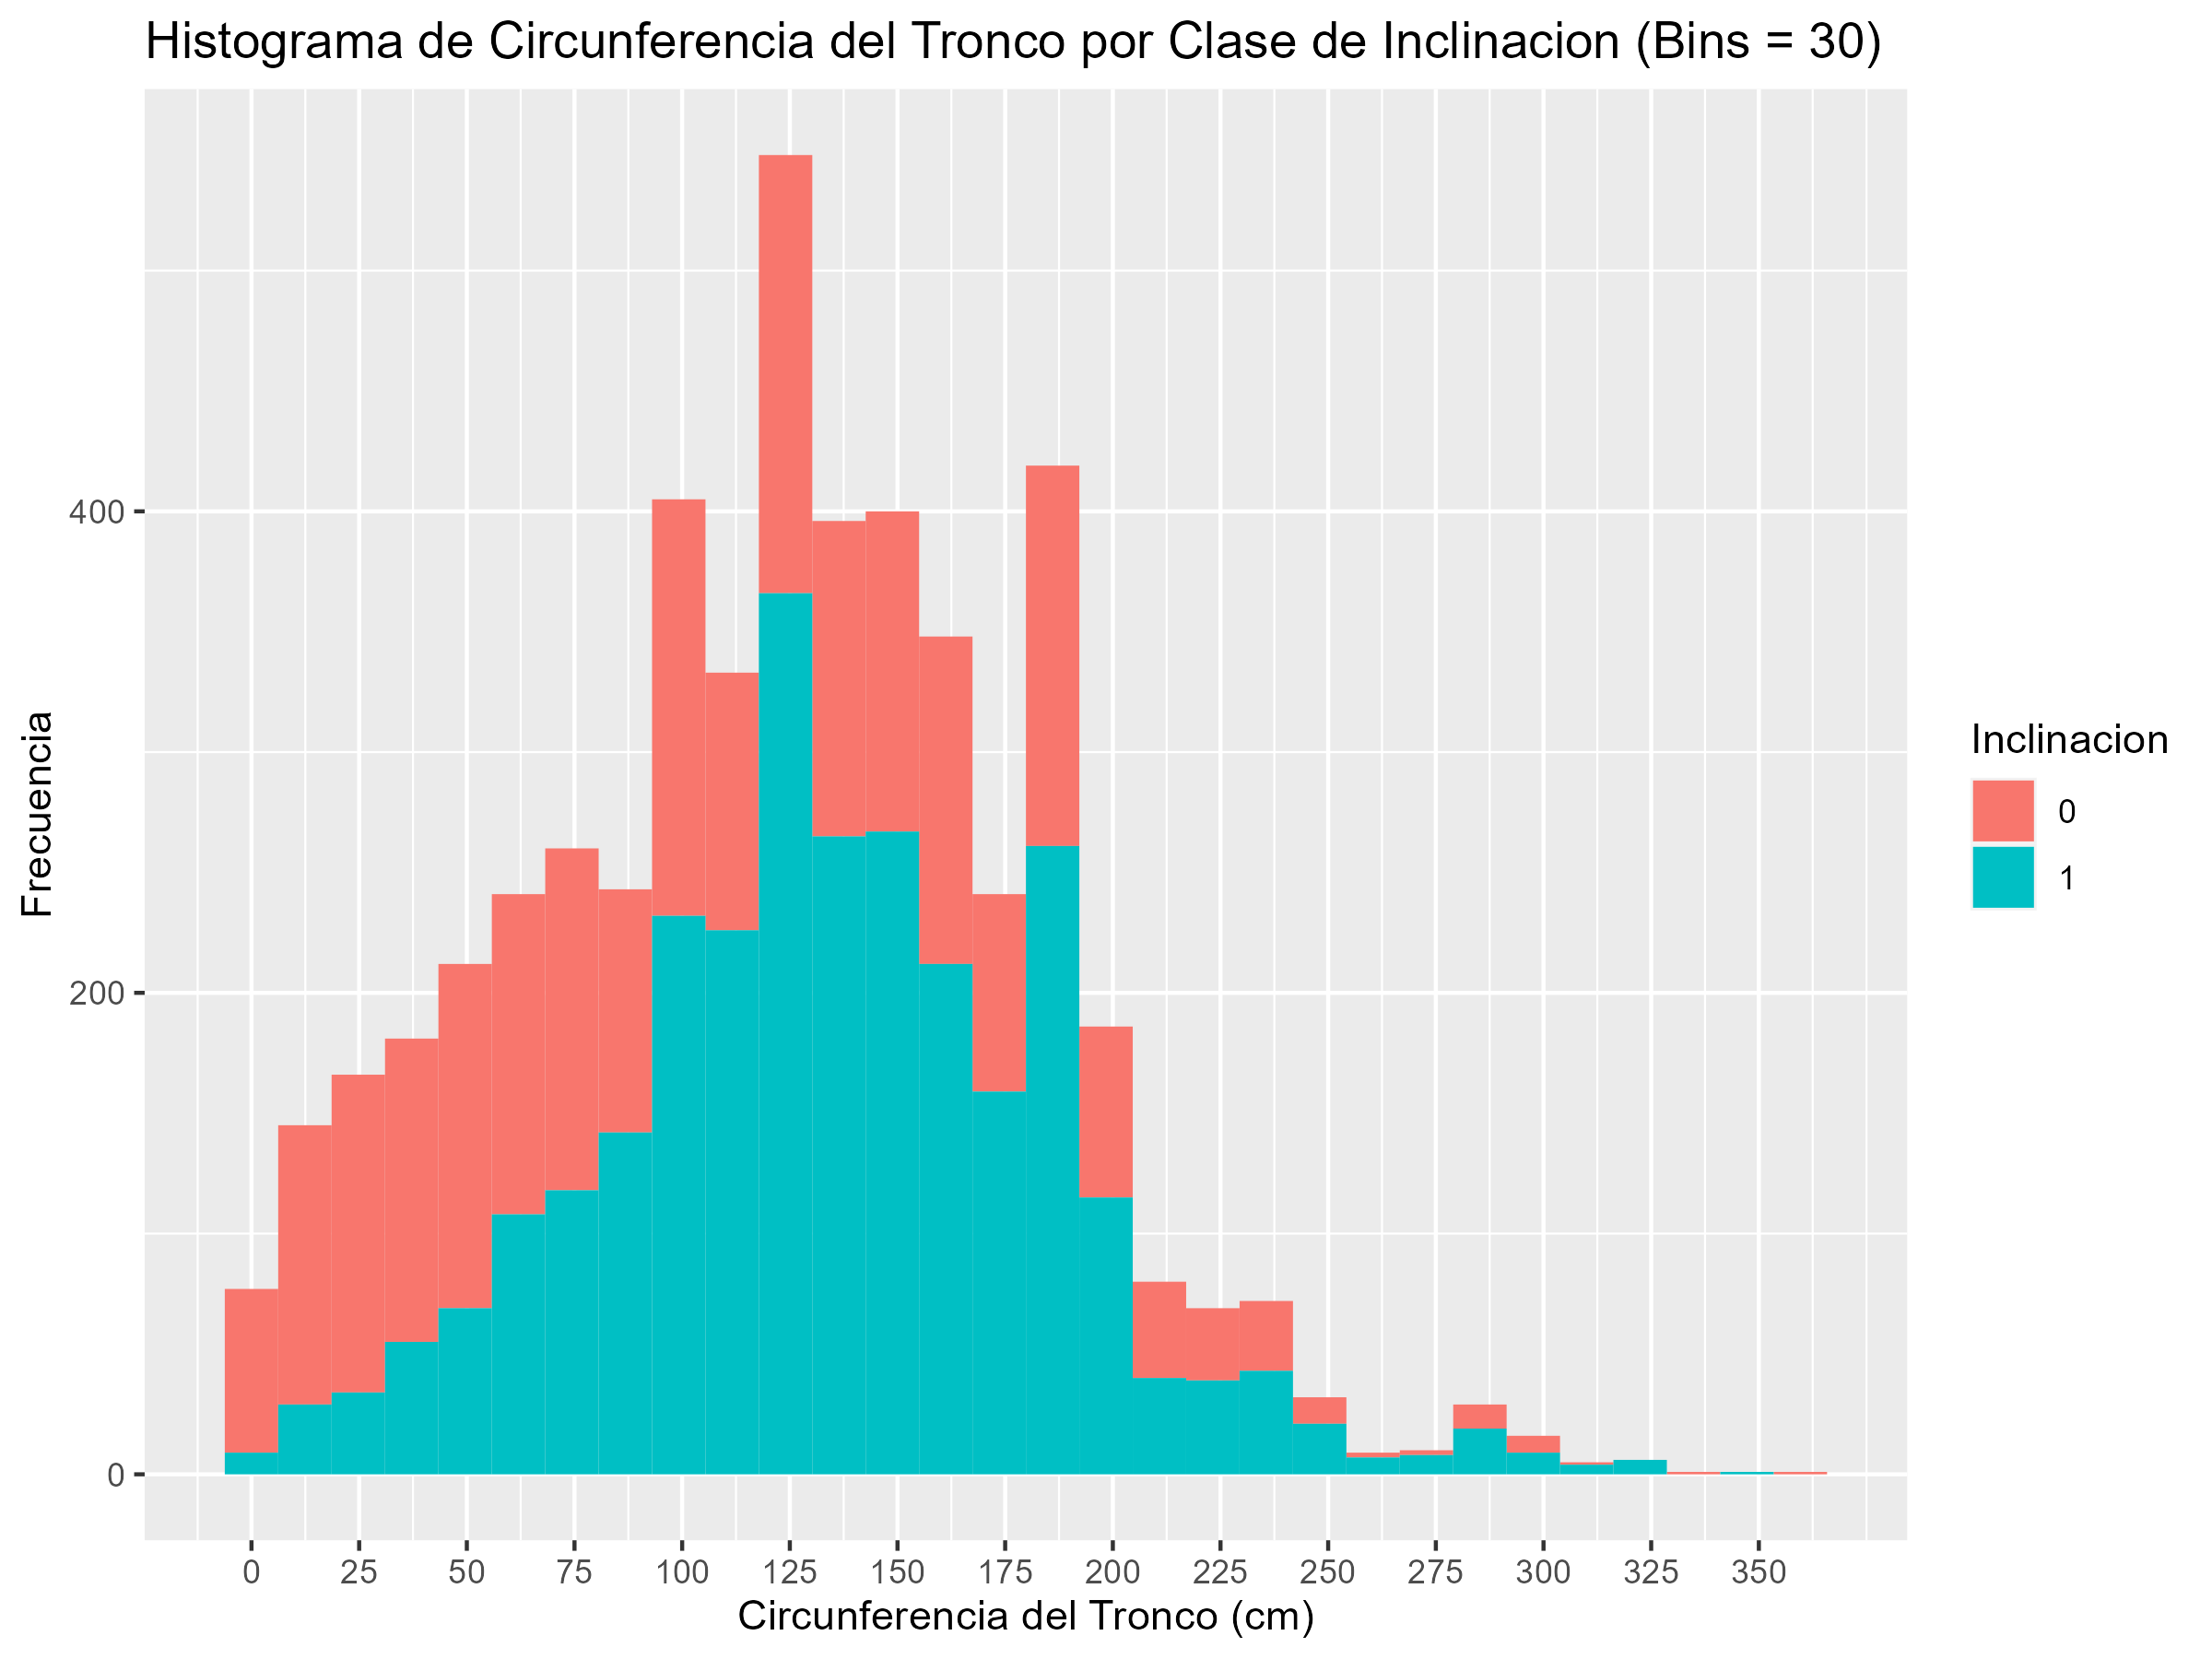 Histograma de Circunferencia del Tronco por Clase de Inclinacion (Bins = 30)
Frecuencia
400
200
0
0 25 50 75 100 125 150 175 200 225 250 275 300 325 350
Circunferencia del Tronco (cm)
Inclinacion
0
1